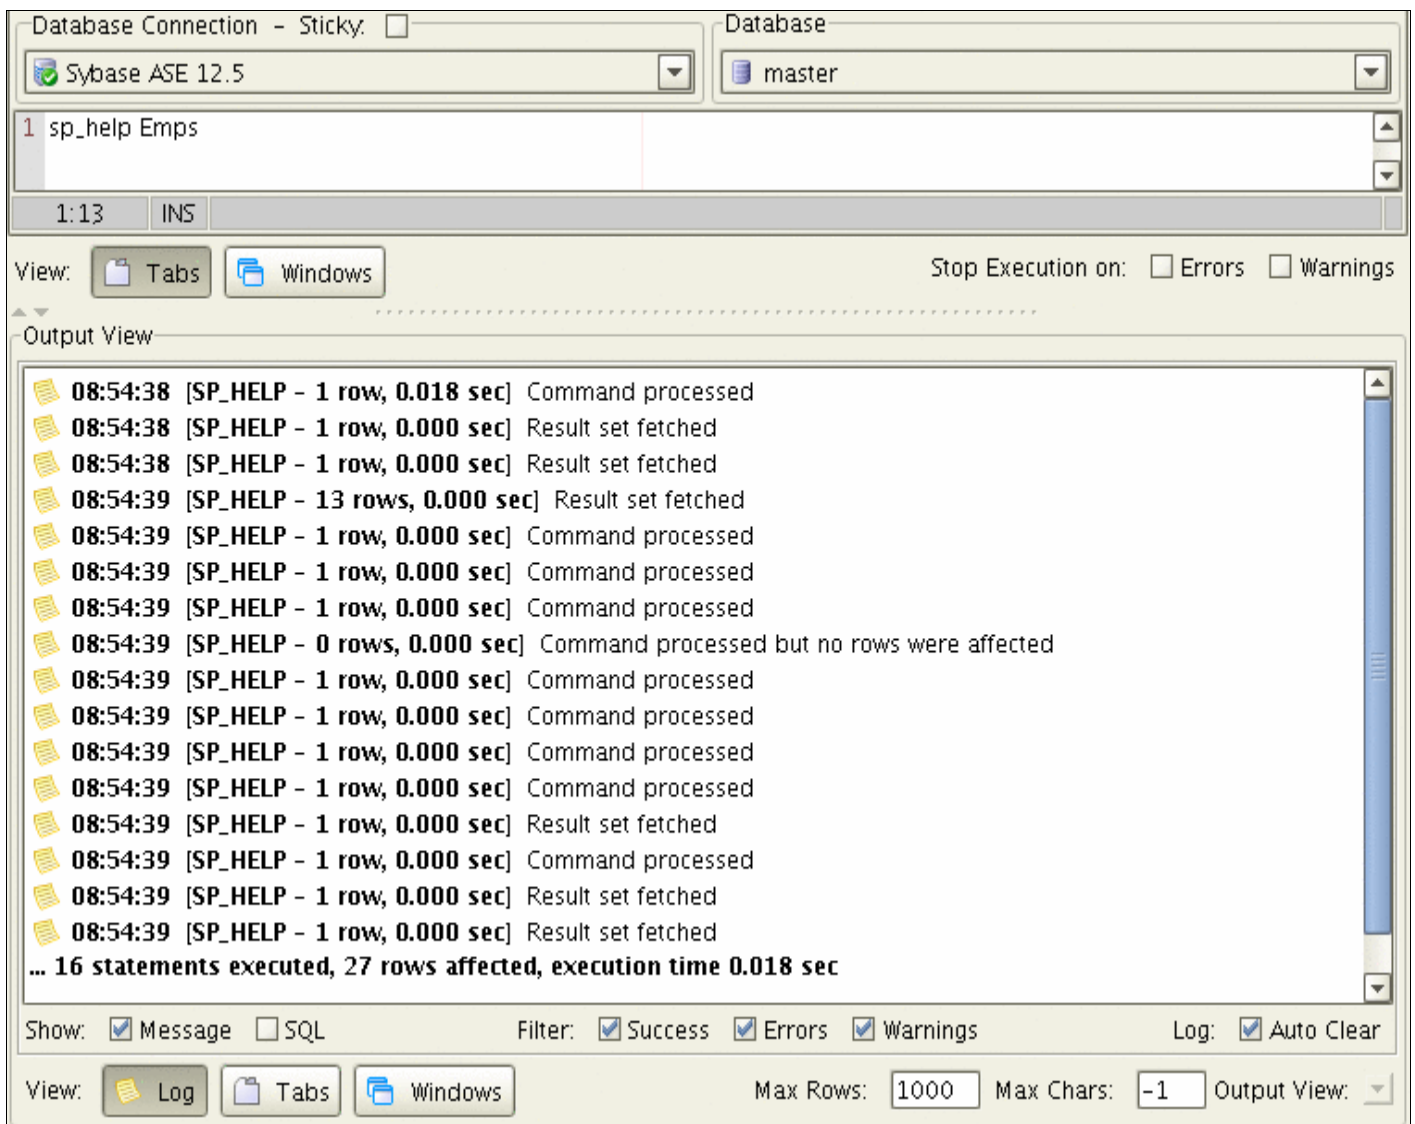 Database Connection – Sticky:
Database
Sybase ASE 12.5
master
1 sp_help Emps
1:13 INS
View: Tabs Windows Stop Execution on: Errors Warnings
Output View
08:54:38 [SP_HELP – 1 row, 0.018 sec] Command processed
08:54:38 [SP_HELP – 1 row, 0.000 sec] Result set fetched
08:54:38 [SP_HELP – 1 row, 0.000 sec] Result set fetched
08:54:39 [SP_HELP – 13 rows, 0.000 sec] Result set fetched
08:54:39 [SP_HELP – 1 row, 0.000 sec] Command processed
08:54:39 [SP_HELP – 1 row, 0.000 sec] Command processed
08:54:39 [SP_HELP – 1 row, 0.000 sec] Command processed
08:54:39 [SP_HELP – 0 rows, 0.000 sec] Command processed but no rows were affected
08:54:39 [SP_HELP – 1 row, 0.000 sec] Command processed
08:54:39 [SP_HELP – 1 row, 0.000 sec] Command processed
08:54:39 [SP_HELP – 1 row, 0.000 sec] Command processed
08:54:39 [SP_HELP – 1 row, 0.000 sec] Command processed
08:54:39 [SP_HELP – 1 row, 0.000 sec] Result set fetched
08:54:39 [SP_HELP – 1 row, 0.000 sec] Command processed
08:54:39 [SP_HELP – 1 row, 0.000 sec] Result set fetched
08:54:39 [SP_HELP – 1 row, 0.000 sec] Result set fetched
... 16 statements executed, 27 rows affected, execution time 0.018 sec
Show: Message SQL Filter: Success Errors Warnings Log: Auto Clear
View: Log Tabs Windows Max Rows: 1000 Max Chars: -1 Output View: